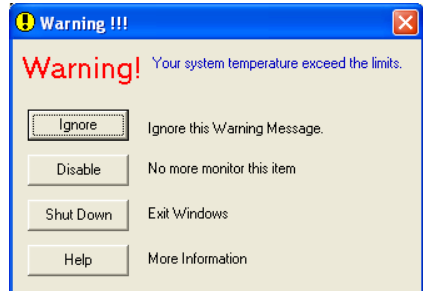 Warning !!!
Warning! Your system temperature exceed the limits.
Ignore Ignore this Warning Message.
Disable No more monitor this item
Shut Down Exit Windows
Help More Information